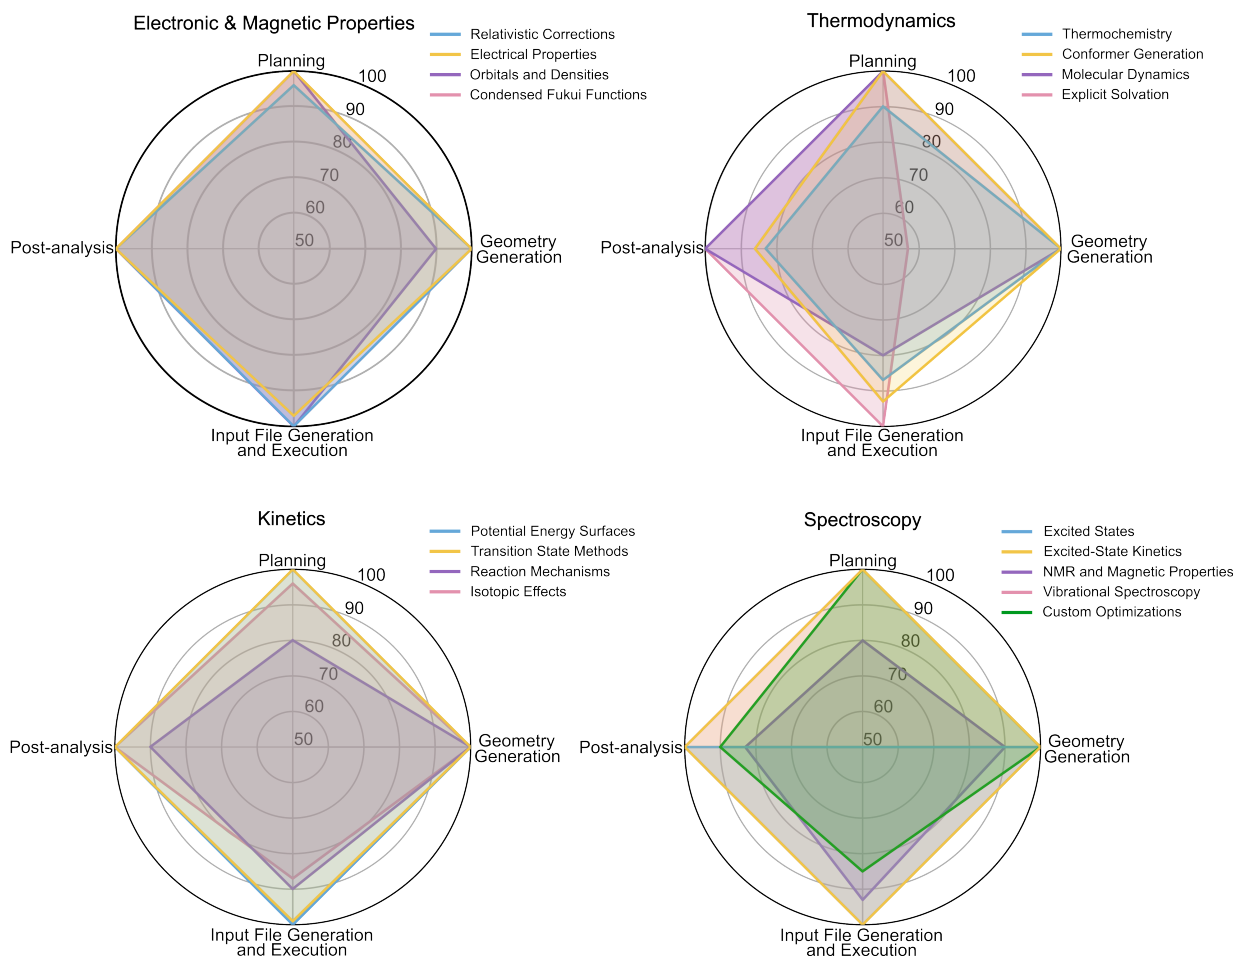 Electronic & Magnetic Properties
Relativistic Corrections
Electrical Properties
Orbitals and Densities
Condensed Fukui Functions
Planning
100
90
80
70
60
50
Post-analysis
Geometry
Generation
Input File Generation
and Execution
Thermodynamics
Thermochemistry
Conformer Generation
Molecular Dynamics
Explicit Solvation
Planning
100
90
80
70
60
50
Post-analysis
Geometry
Generation
Input File Generation
and Execution
Kinetics
Potential Energy Surfaces
Transition State Methods
Reaction Mechanisms
Isotopic Effects
Planning
100
90
80
70
60
50
Post-analysis
Geometry
Generation
Input File Generation
and Execution
Spectroscopy
Excited States
Excited-State Kinetics
NMR and Magnetic Properties
Vibrational Spectroscopy
Custom Optimizations
Planning
100
90
80
70
60
50
Post-analysis
Geometry
Generation
Input File Generation
and Execution